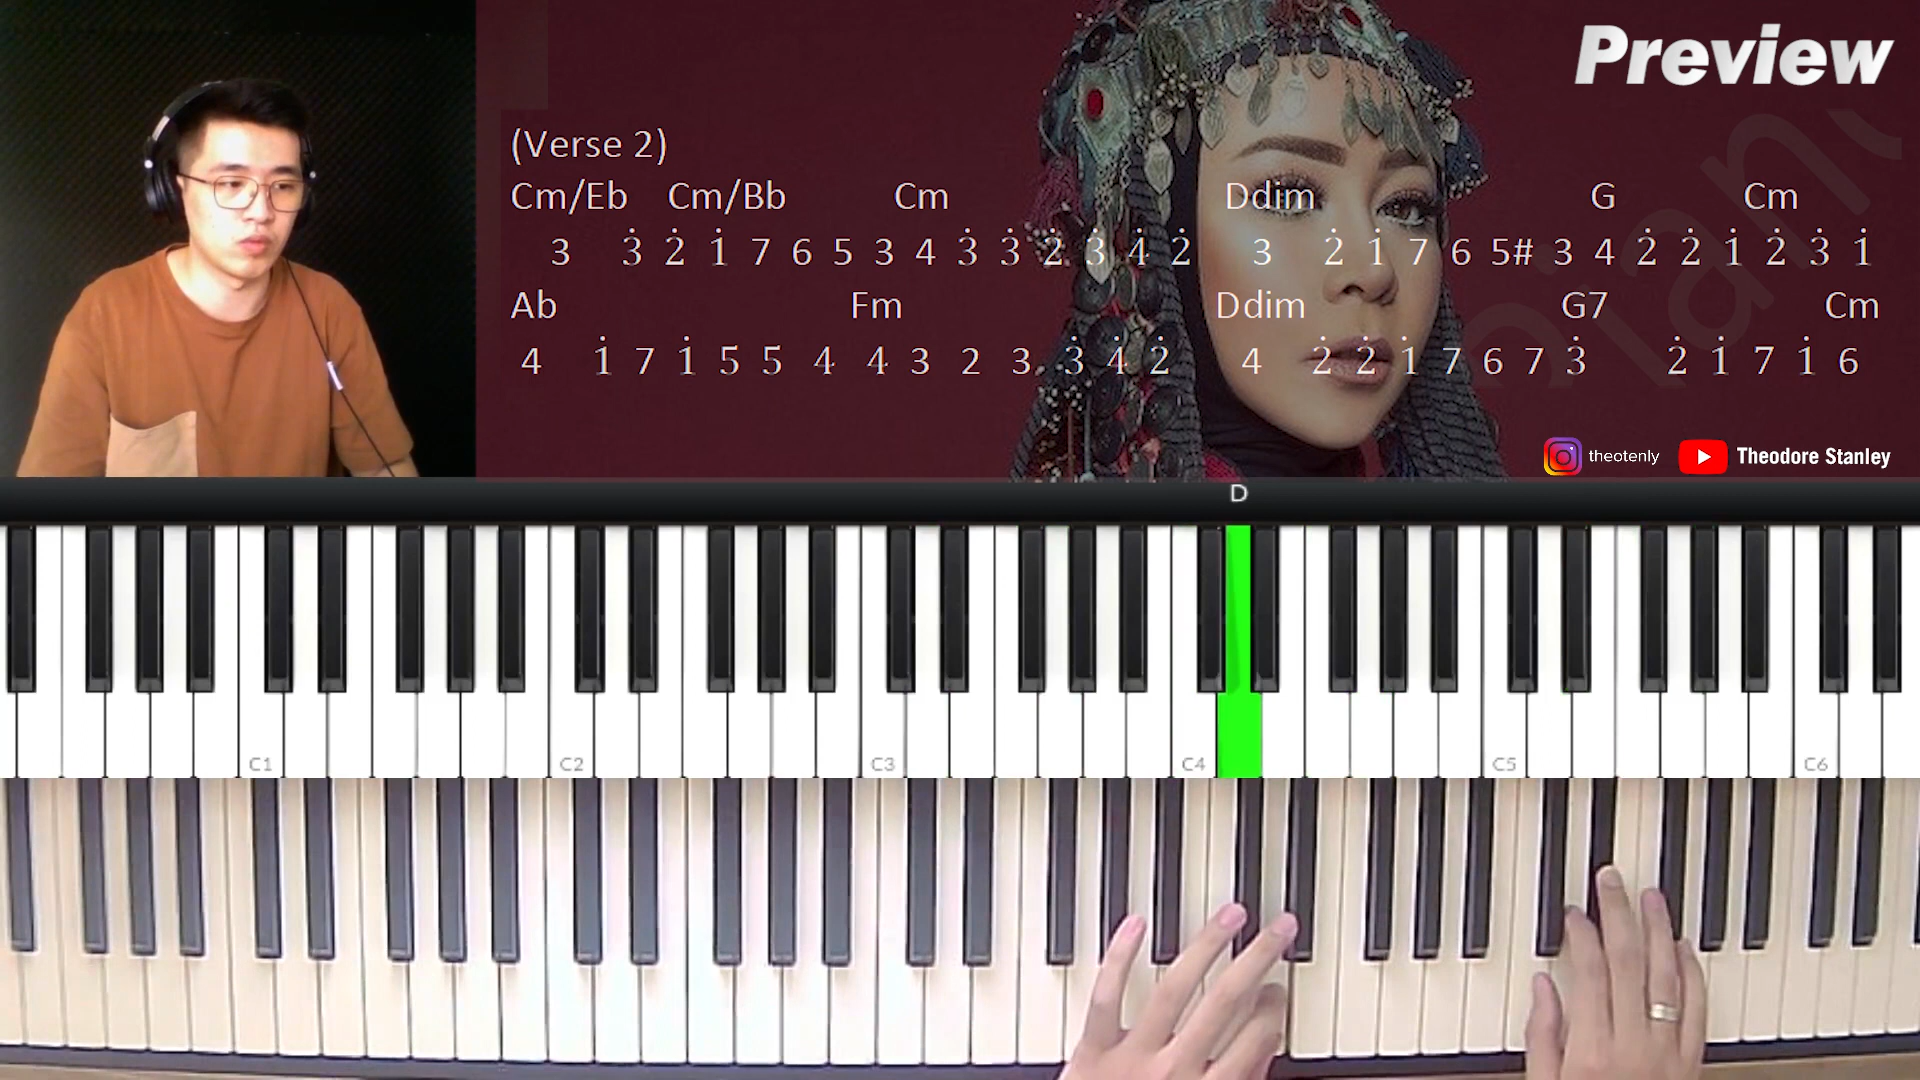 Preview
(Verse 2)
Cm/Eb Cm/Bb Cm Ddim G Cm
3 3̇ 2̇ 1̇ 7 6 5 3 4 3̇ 3̇ 2̇ 3̇ 4̇ 2̇ 3 2̇ 1̇ 7 6 5# 3 4 2̇ 2̇ 1̇ 2̇ 3̇ 1̇
Ab Fm Ddim G7 Cm
4 1̇ 7 1̇ 5 5 4 4 3 2 3 3̇ 4̇ 2̇ 4 2̇ 2̇ 1̇ 7 6 7 3̇ 2̇ 1̇ 7 1̇ 6
theotenly Theodore Stanley
D
C1 C2 C3 C4 C5 C6